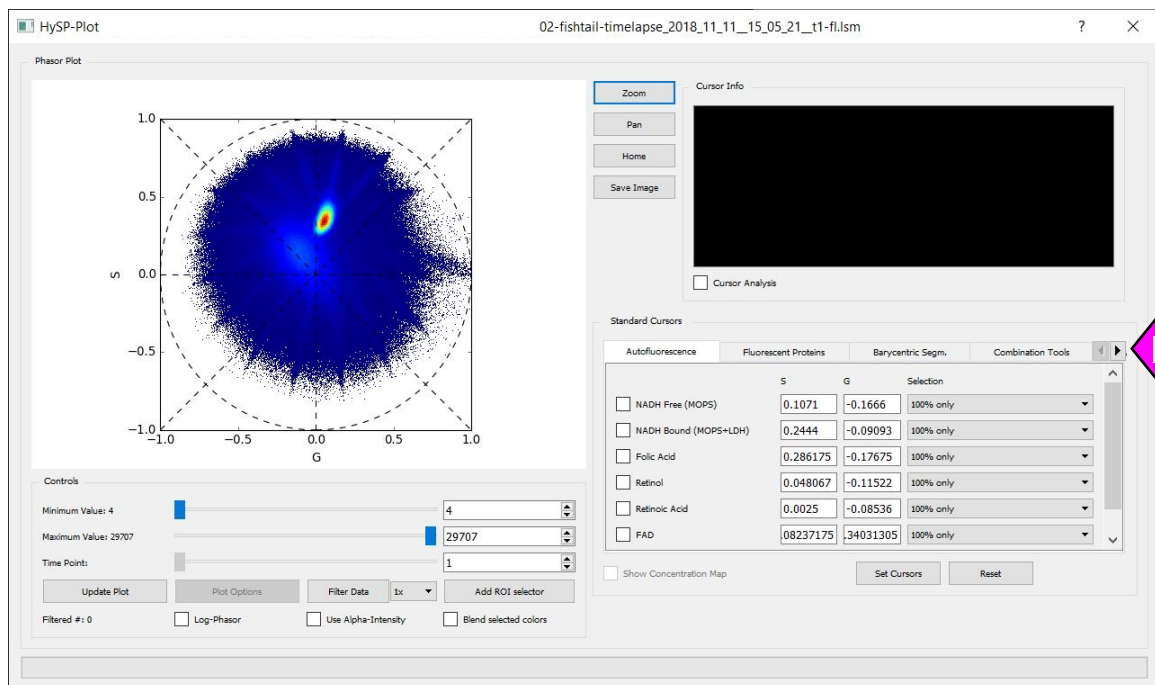 HySP-Plot 02-fishtail-timelapse_2018_11_11__15_05_21__t1-fl.lsm ? ×
Phasor Plot
1.0
0.5
0.0
−0.5
−1.0
S
−1.0 −0.5 0.0 0.5 1.0
G
Zoom
Pan
Home
Save Image
Cursor Info
Cursor Analysis
Standard Cursors
Autofluorescence Fluorescent Proteins Barycentric Segm. Combination Tools
S G Selection
NADH Free (MOPS) 0.1071 -0.1666 100% only
NADH Bound (MOPS+LDH) 0.2444 -0.09093 100% only
Folic Acid 0.286175 -0.17675 100% only
Retinol 0.048067 -0.11522 100% only
Retinoic Acid 0.0025 -0.08536 100% only
FAD .08237175 .34031305 100% only
Show Concentration Map Set Cursors Reset
Controls
Minimum Value: 4 4
Maximum Value: 29707 29707
Time Point: 1
Update Plot Plot Options Filter Data 1x Add ROI selector
Filtered #: 0 Log-Phasor Use Alpha-Intensity Blend selected colors